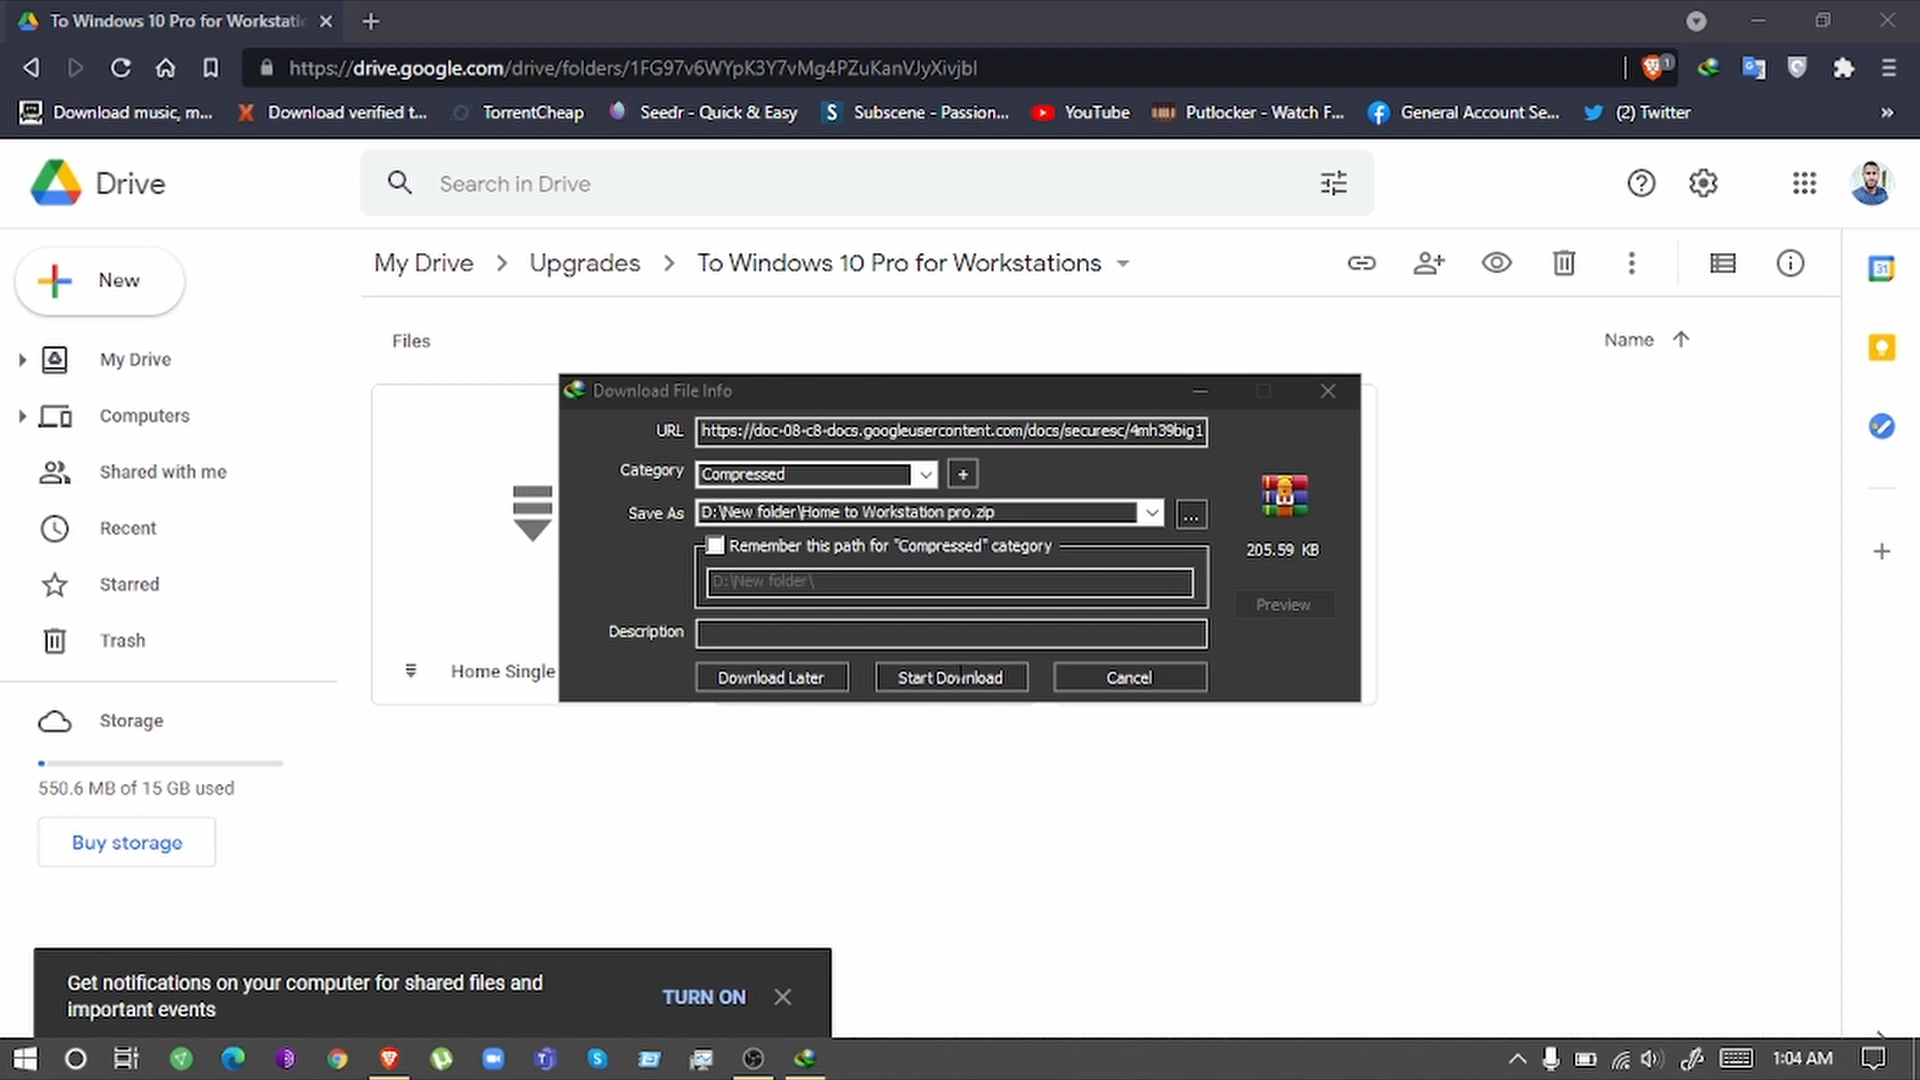 To Windows 10 Pro for Workstatio
https://drive.google.com/drive/folders/1FG97v6WYpK3Y7vMg4PZuKanVJyXivjbI
1
Download music, m...
Download verified t...
TorrentCheap
Seedr - Quick & Easy
Subscene - Passion...
YouTube
Putlocker - Watch F...
General Account Se...
(2) Twitter
»
Drive
Search in Drive
New
My Drive > Upgrades > To Windows 10 Pro for Workstations
My Drive
Computers
Shared with me
Recent
Starred
Trash
Storage
550.6 MB of 15 GB used
Buy storage
Files
Name
Home Single
31
Download File Info
URL
https://doc-08-c8-docs.googleusercontent.com/docs/securesc/4mh39big1
Category
Compressed
+
Save As
D:\New folder\Home to Workstation pro.zip
...
Remember this path for "Compressed" category
D:\New folder\
Description
205.59 KB
Preview
Download Later
Start Download
Cancel
Get notifications on your computer for shared files and
important events
TURN ON
1:04 AM